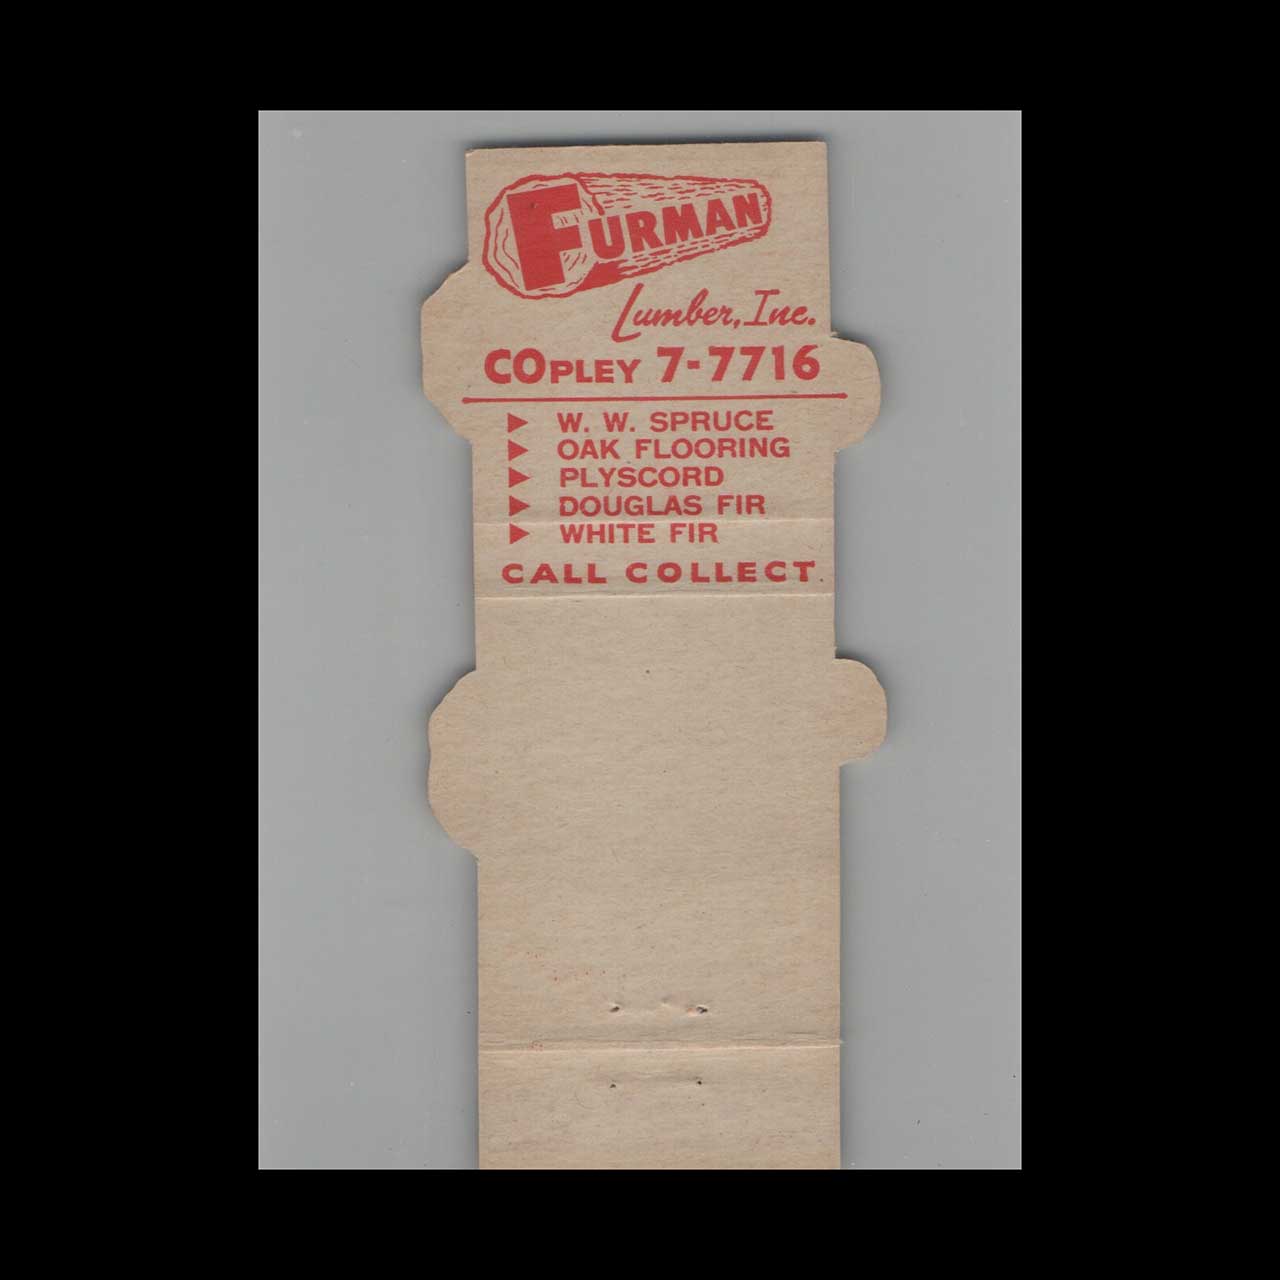 FURMAN
Lumber, Inc.
COPLEY 7-7716
W. W. SPRUCE
OAK FLOORING
PLYSCORD
DOUGLAS FIR
WHITE FIR
CALL COLLECT